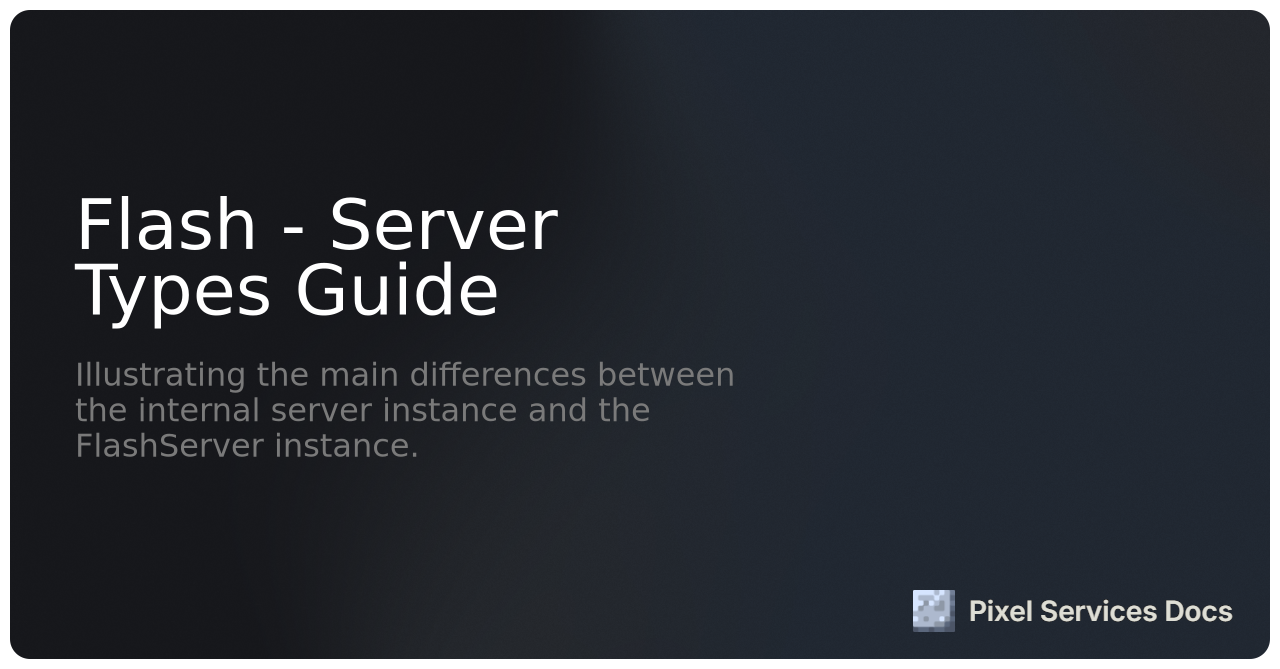 Flash - Server
Types Guide
Illustrating the main differences between
the internal server instance and the
FlashServer instance.
Pixel Services Docs